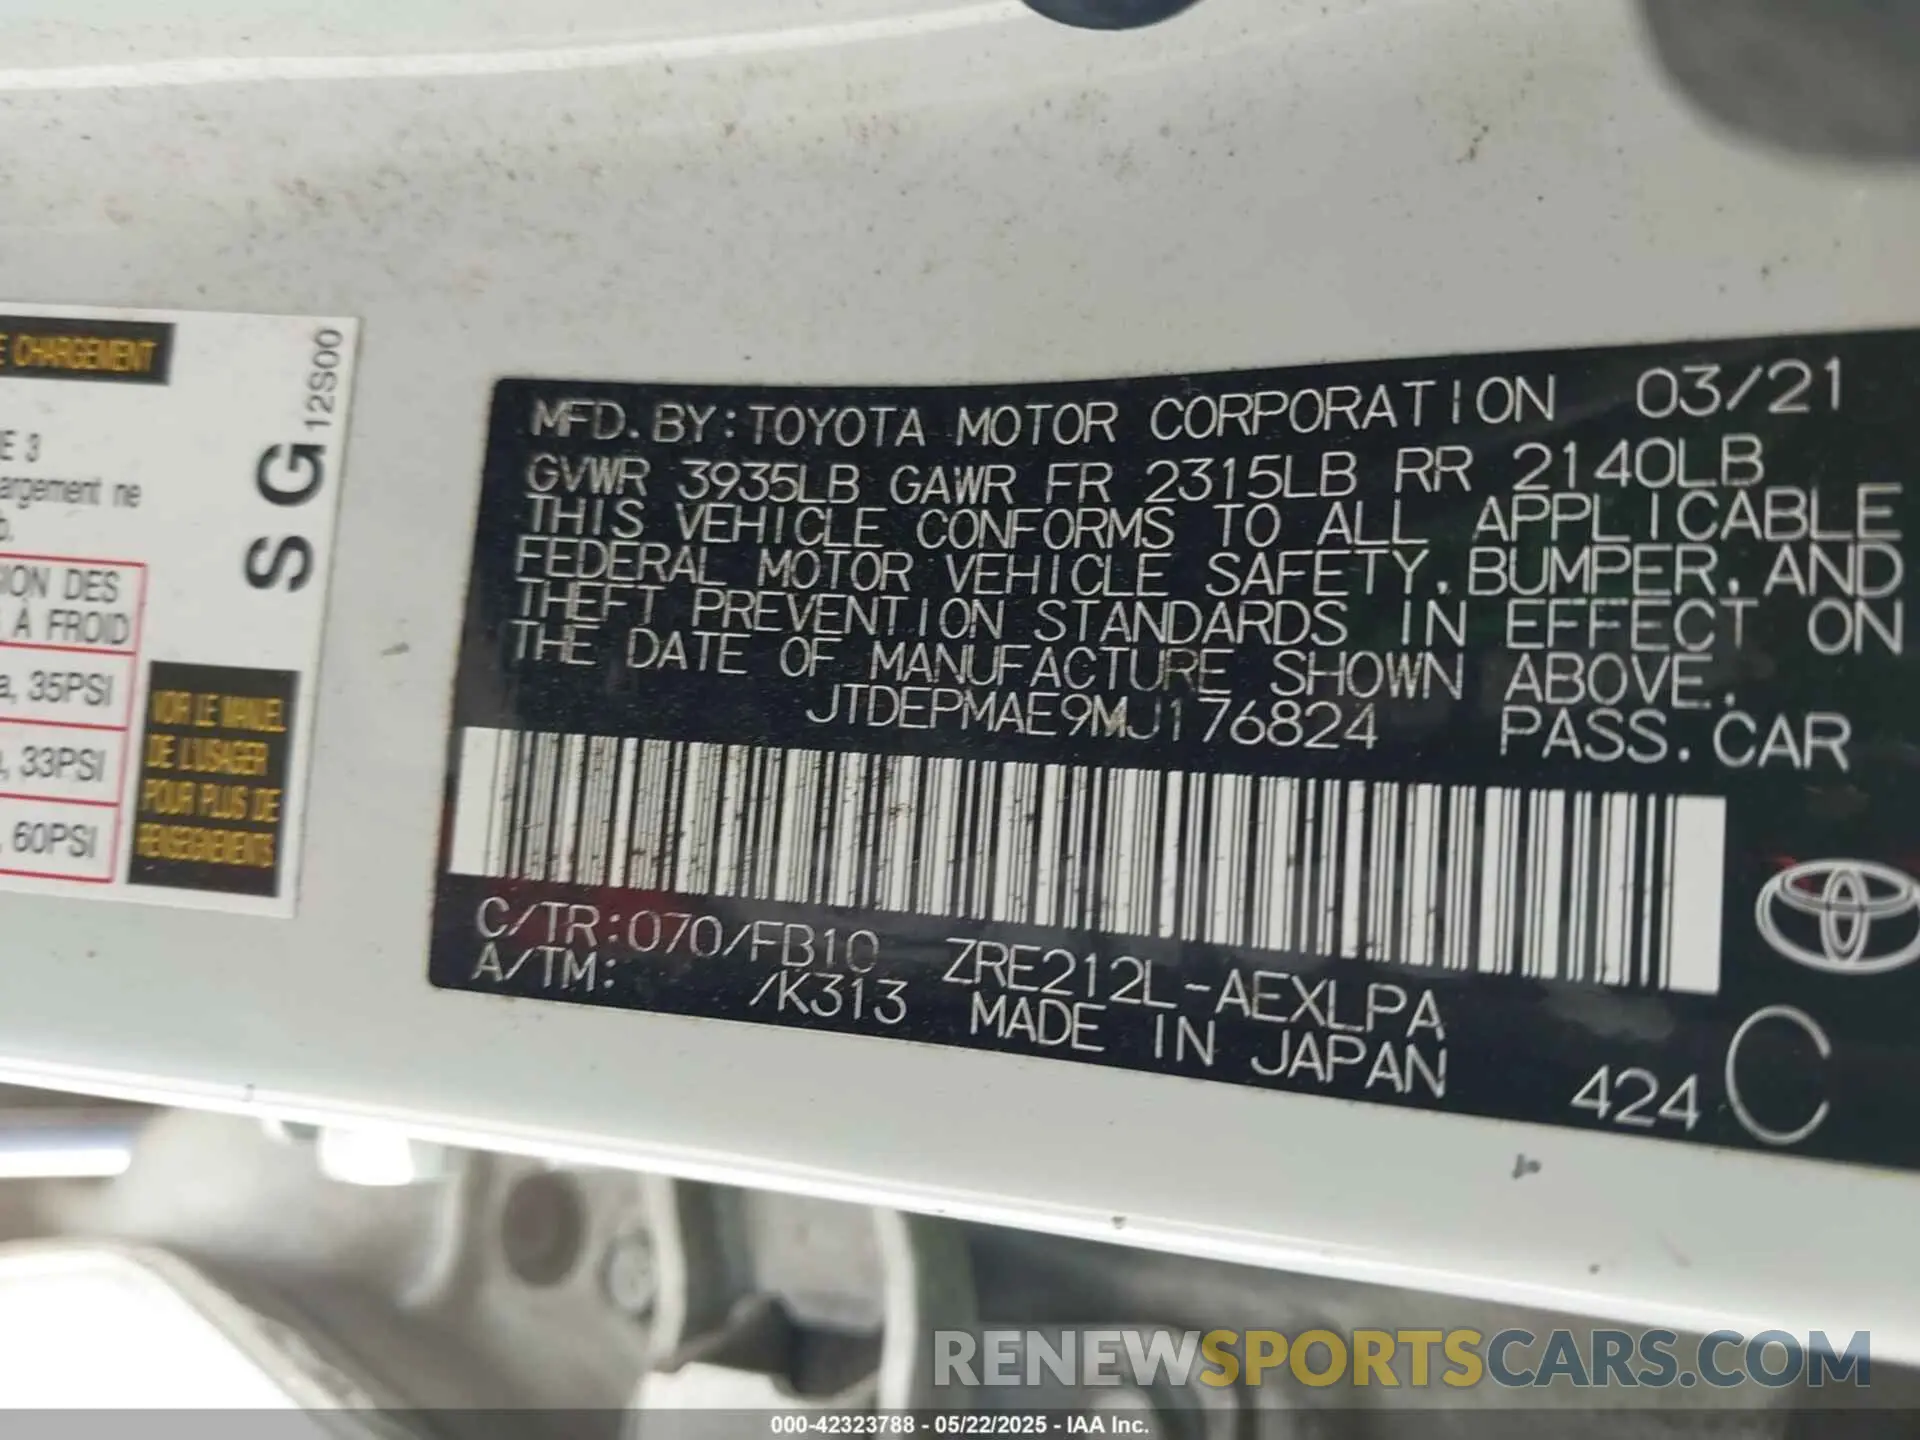 E CHARGEMENT
12S00
SG
E 3
argement ne
b.
ION DES
À FROID
a, 35PSI
, 33PSI
, 60PSI
VOIR LE MANUEL
DE L'USAGER
POUR PLUS DE
RENSEIGNEMENTS
MFD. BY: TOYOTA MOTOR CORPORATION 03/21
GVWR 3935LB GAWR FR 2315LB RR 2140LB
THIS VEHICLE CONFORMS TO ALL APPLICABLE
FEDERAL MOTOR VEHICLE SAFETY, BUMPER, AND
THEFT PREVENTION STANDARDS IN EFFECT ON
THE DATE OF MANUFACTURE SHOWN ABOVE.
JTDEPMAE9MJ176824 PASS. CAR
C/TR: 070/FB10 ZRE212L-AEXLPA
A/TM: /K313 MADE IN JAPAN
424 C
RENEWSPORTSCARS.COM
000-42323788 - 05/22/2025 - IAA Inc.